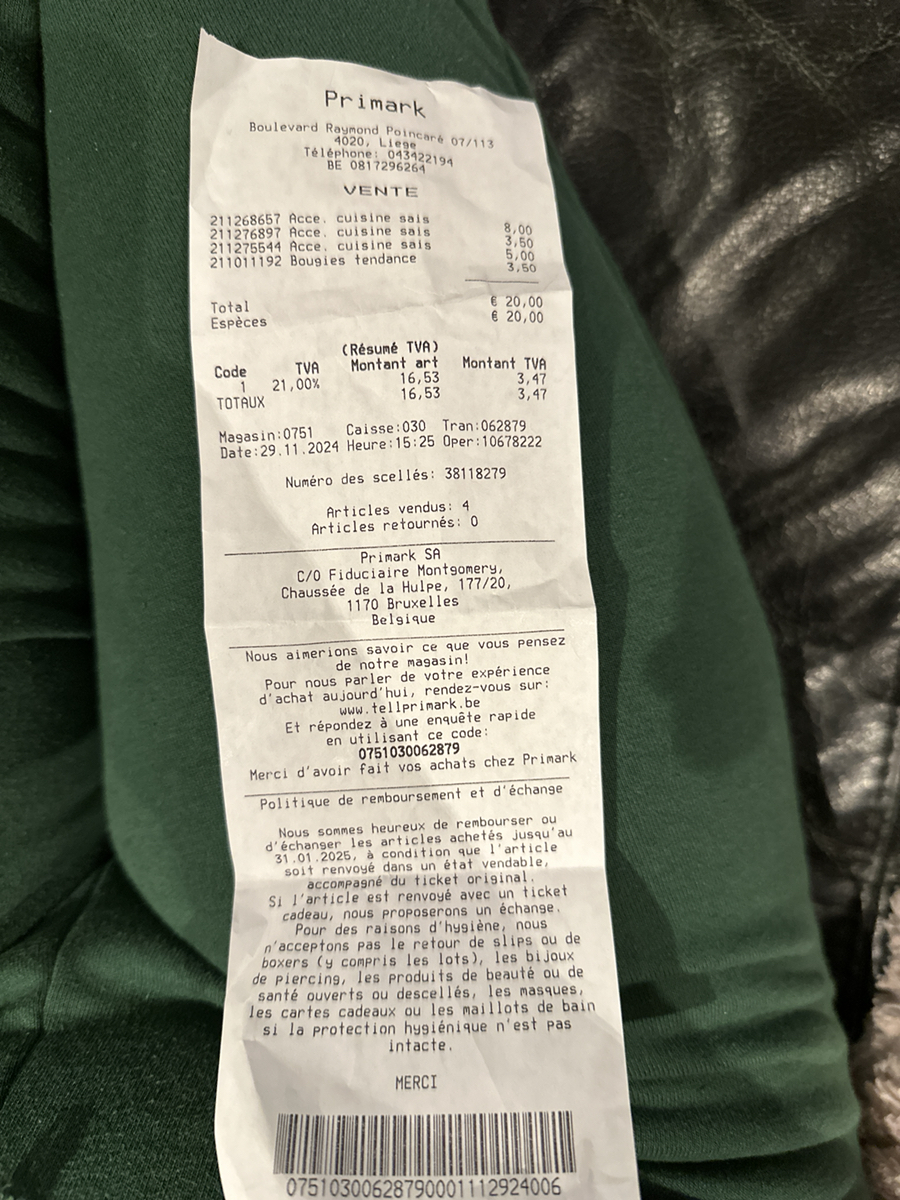 Primark
Boulevard Raymond Poincaré 07/113
4020, Liege
Téléphone: 043422194
BE 0817296264
VENTE
211268657 Acce. cuisine sais 8,00
211276897 Acce. cuisine sais 3,50
211275544 Acce. cuisine sais 5,00
211011192 Bougies tendance 3,50
Total € 20,00
Espèces € 20,00
(Résumé TVA)
Code TVA Montant art Montant TVA
1 21,00% 16,53 3,47
TOTAUX 16,53 3,47
Magasin:0751 Caisse:030 Tran:062879
Date:29.11.2024 Heure:15:25 Oper:10678222
Numéro des scellés: 38118279
Articles vendus: 4
Articles retournés: 0
Primark SA
C/O Fiduciaire Montgomery,
Chaussée de la Hulpe, 177/20,
1170 Bruxelles
Belgique
Nous aimerions savoir ce que vous pensez
de notre magasin!
Pour nous parler de votre expérience
d'achat aujourd'hui, rendez-vous sur:
www.tellprimark.be
Et répondez à une enquête rapide
en utilisant ce code:
0751030062879
Merci d'avoir fait vos achats chez Primark
Politique de remboursement et d'échange
Nous sommes heureux de rembourser ou
d'échanger les articles achetés jusqu'au
31.01.2025, à condition que l'article
soit renvoyé dans un état vendable,
accompagné du ticket original.
Si l'article est renvoyé avec un ticket
cadeau, nous proposerons un échange.
Pour des raisons d'hygiène, nous
n'acceptons pas le retour de slips ou de
boxers (y compris les lots), les bijoux
de piercing, les produits de beauté ou de
santé ouverts ou descellés, les masques,
les cartes cadeaux ou les maillots de bain
si la protection hygiénique n'est pas
intacte.
MERCI
07510300628790001112924006